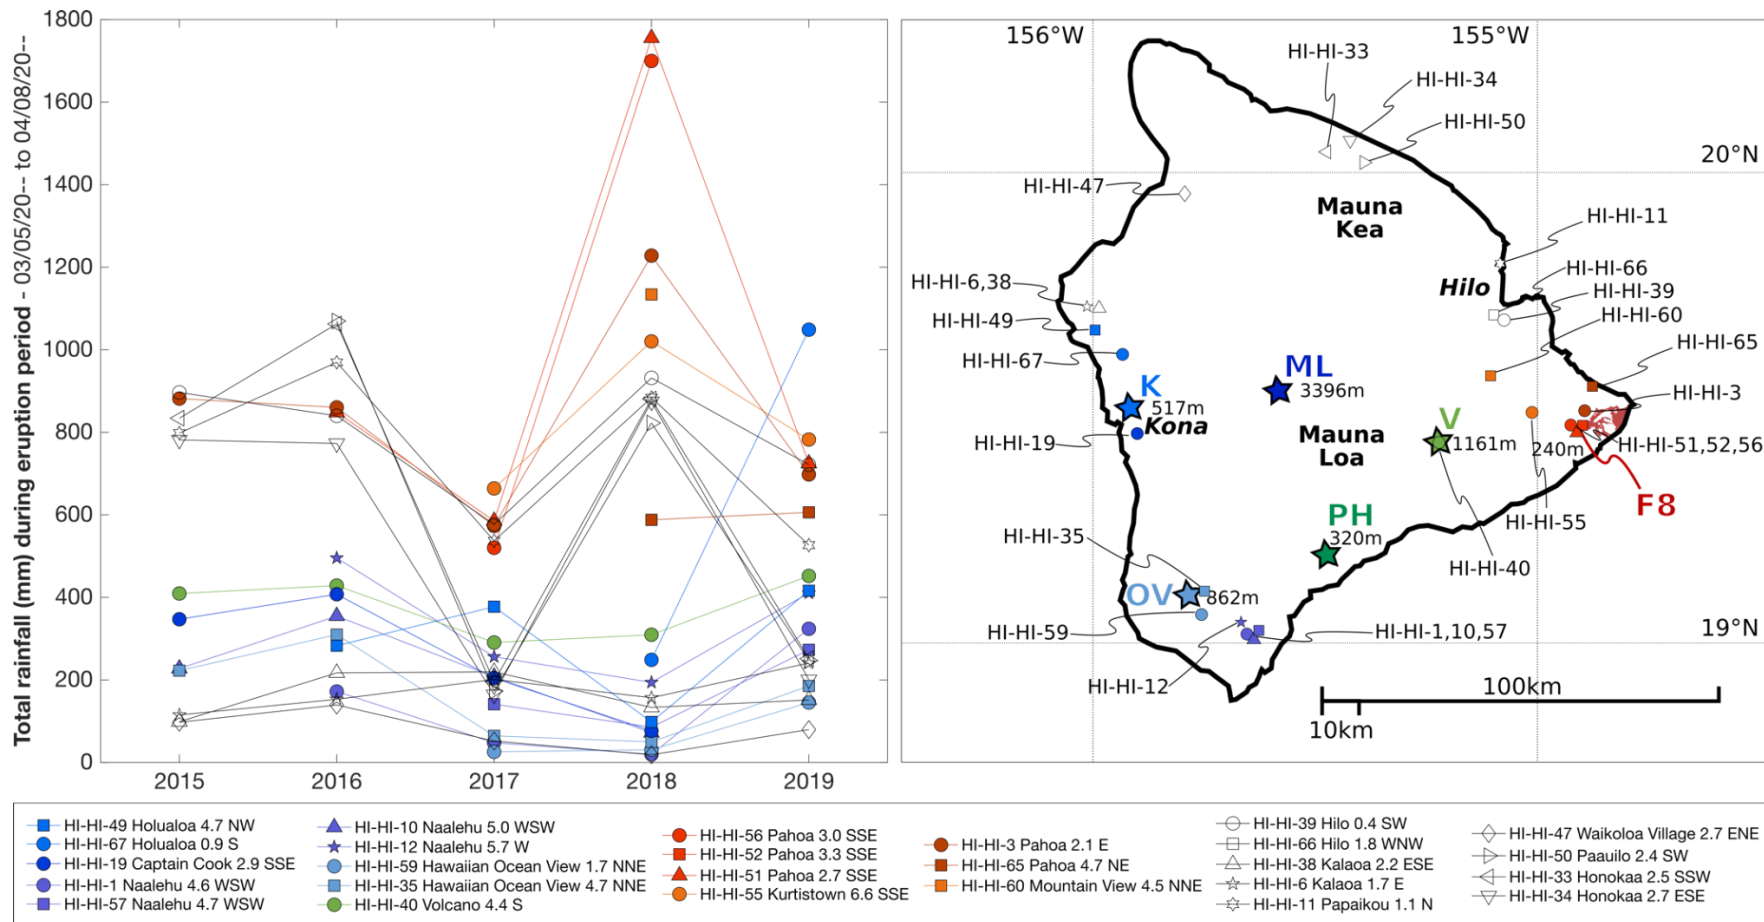 Total rainfall (mm) during eruption period - 03/05/20-- to 04/08/20--
1800
1600
1400
1200
1000
800
600
400
200
0
2015 2016 2017 2018 2019
156°W
155°W
20°N
19°N
HI-HI-33
HI-HI-34
HI-HI-50
HI-HI-47
Mauna
Kea
HI-HI-11
HI-HI-66
Hilo
HI-HI-39
HI-HI-6,38
HI-HI-60
HI-HI-49
HI-HI-65
HI-HI-67
ML
3396m
K
517m
HI-HI-3
Kona
V
1161m
HI-HI-19
Mauna
Loa
240m
HI-HI-51,52,56
F8
PH
320m
HI-HI-55
HI-HI-35
HI-HI-40
OV
862m
HI-HI-59
HI-HI-1,10,57
HI-HI-12
100km
10km
HI-HI-49 Holualoa 4.7 NW
HI-HI-67 Holualoa 0.9 S
HI-HI-19 Captain Cook 2.9 SSE
HI-HI-1 Naalehu 4.6 WSW
HI-HI-57 Naalehu 4.7 WSW
HI-HI-10 Naalehu 5.0 WSW
HI-HI-12 Naalehu 5.7 W
HI-HI-59 Hawaiian Ocean View 1.7 NNE
HI-HI-35 Hawaiian Ocean View 4.7 NNE
HI-HI-40 Volcano 4.4 S
HI-HI-56 Pahoa 3.0 SSE
HI-HI-52 Pahoa 3.3 SSE
HI-HI-51 Pahoa 2.7 SSE
HI-HI-55 Kurtistown 6.6 SSE
HI-HI-3 Pahoa 2.1 E
HI-HI-65 Pahoa 4.7 NE
HI-HI-60 Mountain View 4.5 NNE
HI-HI-39 Hilo 0.4 SW
HI-HI-66 Hilo 1.8 WNW
HI-HI-38 Kalaoa 2.2 ESE
HI-HI-6 Kalaoa 1.7 E
HI-HI-11 Papaikou 1.1 N
HI-HI-47 Waikoloa Village 2.7 ENE
HI-HI-50 Paauilo 2.4 SW
HI-HI-33 Honokaa 2.5 SSW
HI-HI-34 Honokaa 2.7 ESE